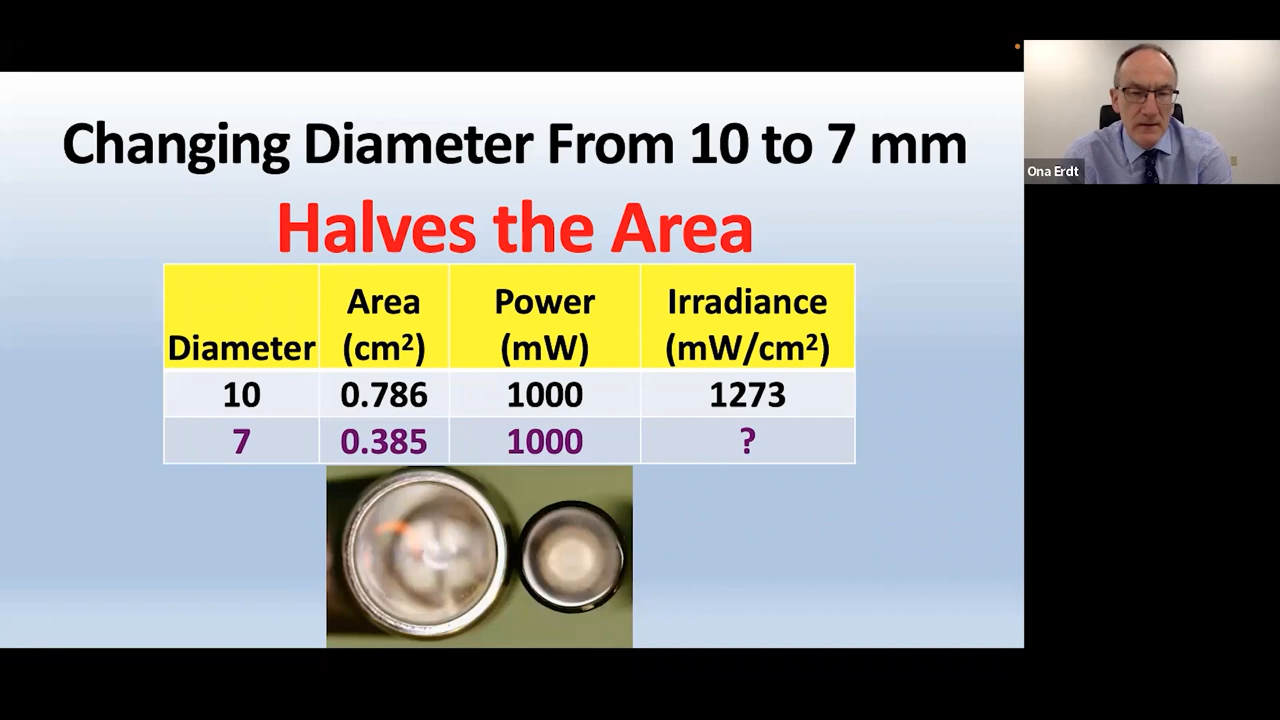 Changing Diameter From 10 to 7 mm
Halves the Area
Diameter Area (cm²) Power (mW) Irradiance (mW/cm²)
10 0.786 1000 1273
7 0.385 1000 ?
Ona Erdt